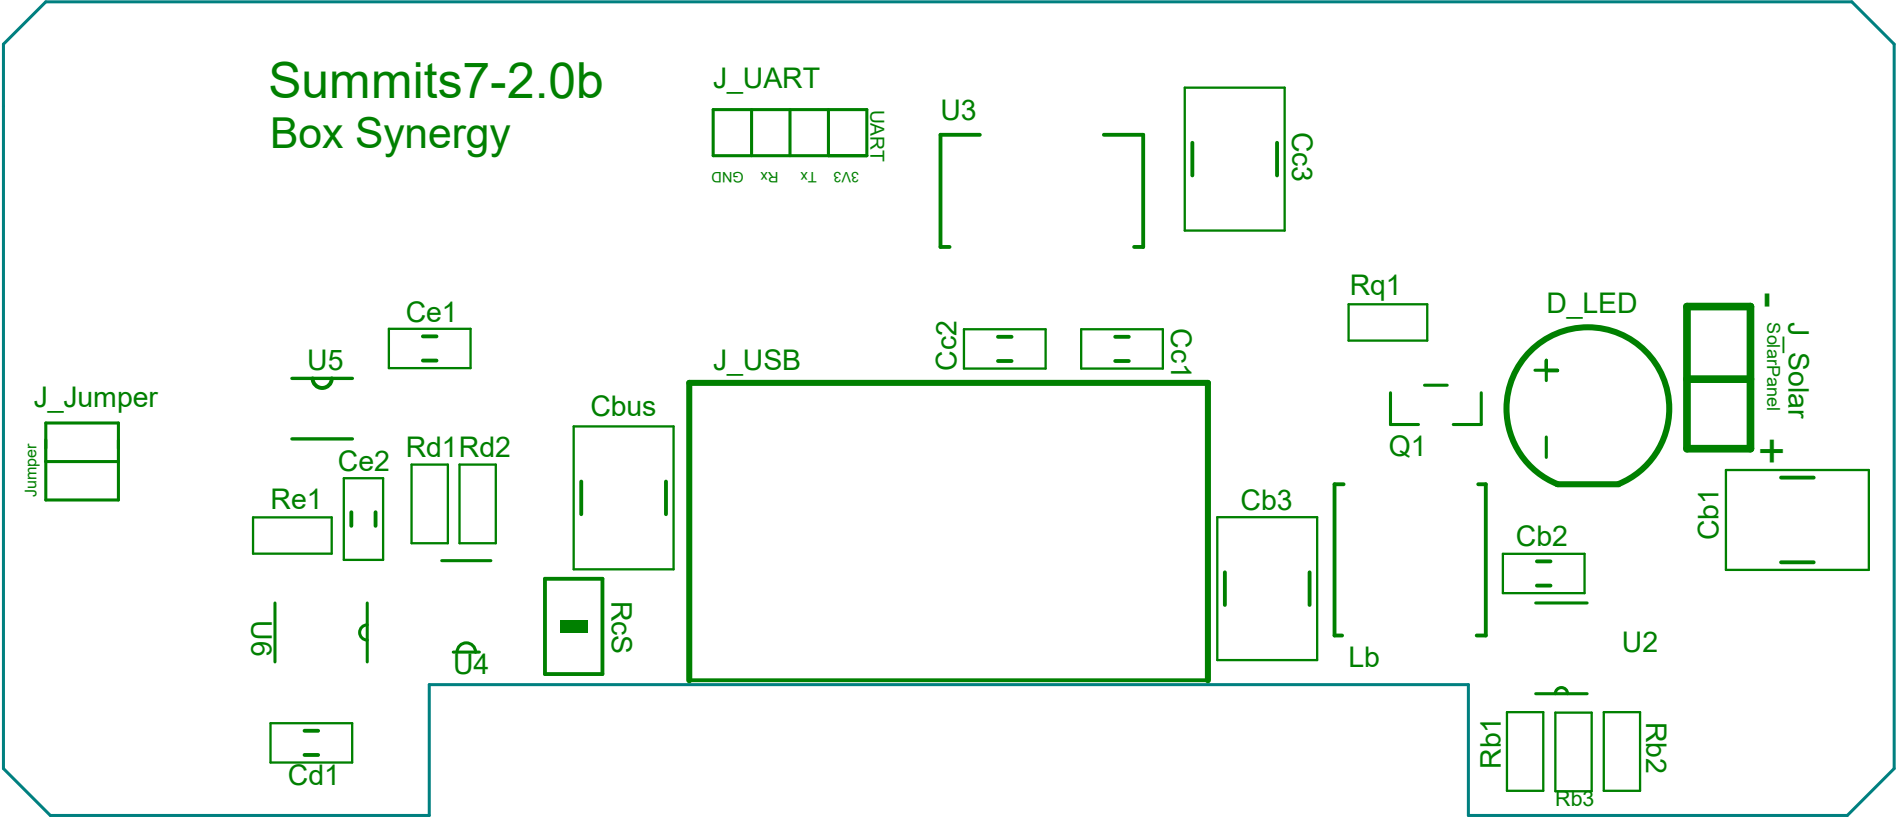 Summits7-2.0b
Box Synergy
J_UART
UART
GND Rx Tx 3V3
U3
Cc3
Ce1
U5
J_Jumper
Jumper
Cc2
Cc1
Rq1
D_LED
+
-
J_Solar
SolarPanel
+
J_USB
Cbus
Q1
Rd1 Rd2
Ce2
Re1
Cb3
Cb2
Cb1
U6
U4
RcS
Lb
U2
Cd1
Rb1
Rb3
Rb2